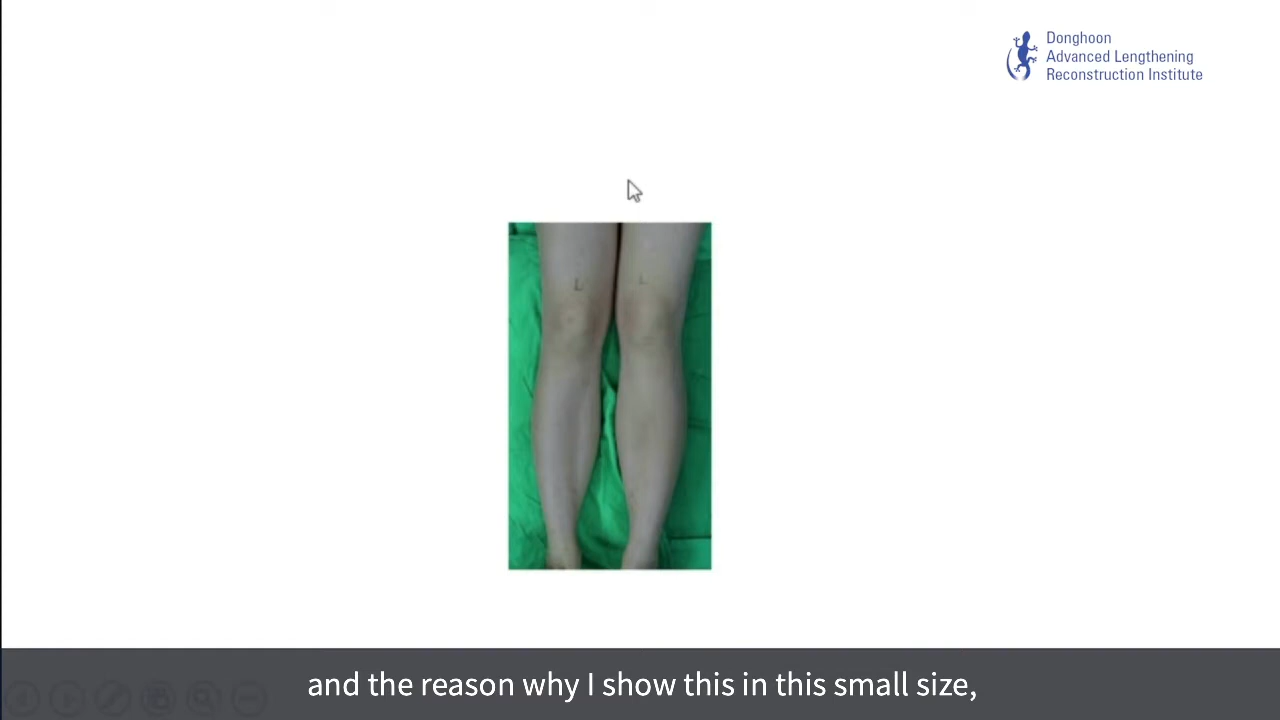 Donghoon
Advanced Lengthening
Reconstruction Institute
L L
and the reason why I show this in this small size,